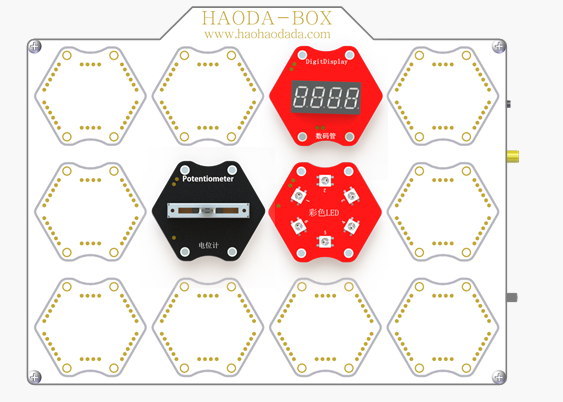 HAODA-BOX
www.haohaodada.com
DigitDisplay
数码管
Potentiometer
电位计
彩色LED